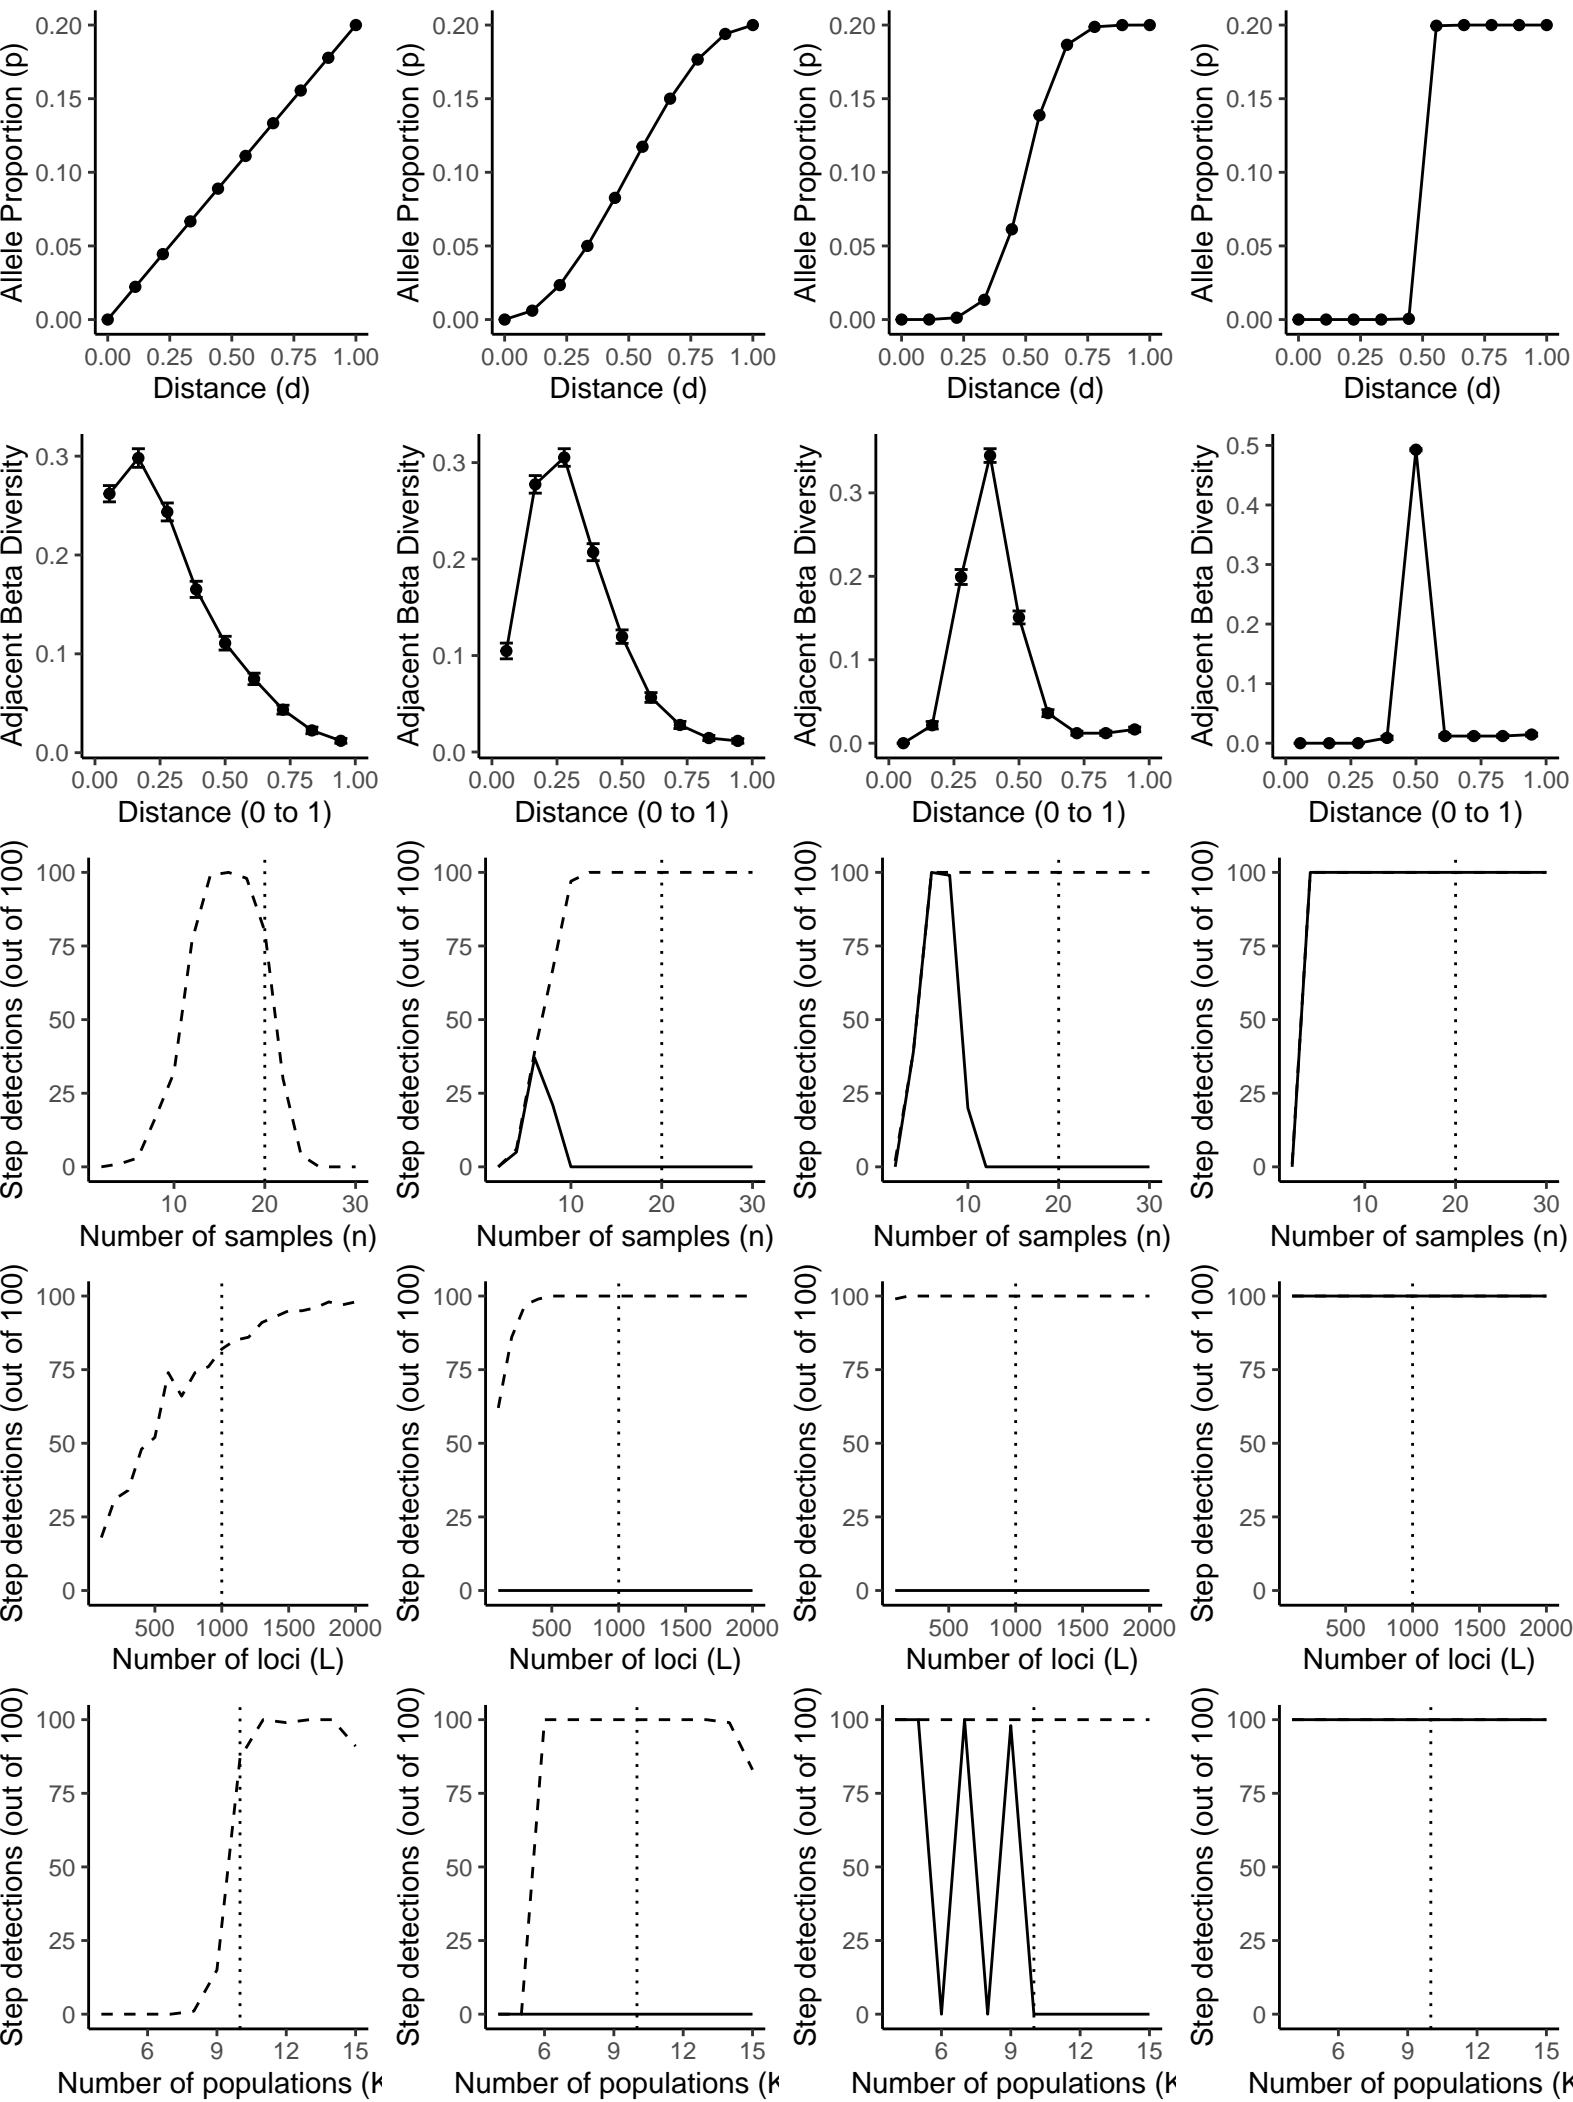 Allele Proportion (p)
0.20
0.15
0.10
0.05
0.00
0.00 0.25 0.50 0.75 1.00
Distance (d)
Allele Proportion (p)
0.20
0.15
0.10
0.05
0.00
0.00 0.25 0.50 0.75 1.00
Distance (d)
Allele Proportion (p)
0.20
0.15
0.10
0.05
0.00
0.00 0.25 0.50 0.75 1.00
Distance (d)
Allele Proportion (p)
0.20
0.15
0.10
0.05
0.00
0.00 0.25 0.50 0.75 1.00
Distance (d)
Adjacent Beta Diversity
0.3
0.2
0.1
0.0
0.00 0.25 0.50 0.75 1.00
Distance (0 to 1)
Adjacent Beta Diversity
0.3
0.2
0.1
0.0
0.00 0.25 0.50 0.75 1.00
Distance (0 to 1)
Adjacent Beta Diversity
0.3
0.2
0.1
0.0
0.00 0.25 0.50 0.75 1.00
Distance (0 to 1)
Adjacent Beta Diversity
0.5
0.4
0.3
0.2
0.1
0.0
0.00 0.25 0.50 0.75 1.00
Distance (0 to 1)
Step detections (out of 100)
100
75
50
25
0
10 20 30
Number of samples (n)
Step detections (out of 100)
100
75
50
25
0
10 20 30
Number of samples (n)
Step detections (out of 100)
100
75
50
25
0
10 20 30
Number of samples (n)
Step detections (out of 100)
100
75
50
25
0
10 20 30
Number of samples (n)
Step detections (out of 100)
100
75
50
25
0
500 1000 1500 2000
Number of loci (L)
Step detections (out of 100)
100
75
50
25
0
500 1000 1500 2000
Number of loci (L)
Step detections (out of 100)
100
75
50
25
0
500 1000 1500 2000
Number of loci (L)
Step detections (out of 100)
100
75
50
25
0
500 1000 1500 2000
Number of loci (L)
Step detections (out of 100)
100
75
50
25
0
6 9 12 15
Number of populations (K
Step detections (out of 100)
100
75
50
25
0
6 9 12 15
Number of populations (K
Step detections (out of 100)
100
75
50
25
0
6 9 12 15
Number of populations (K
Step detections (out of 100)
100
75
50
25
0
6 9 12 15
Number of populations (K